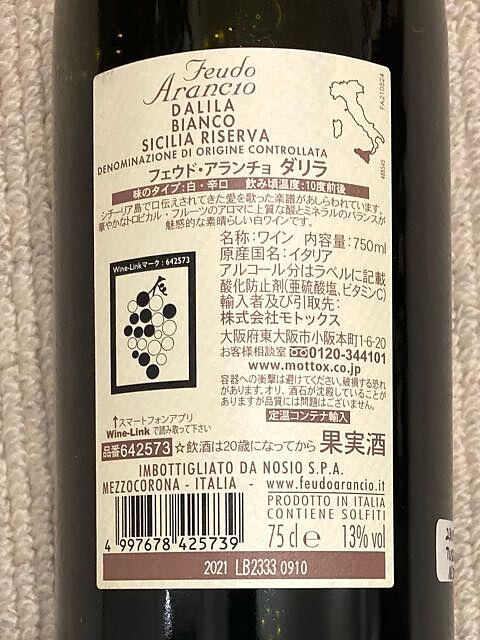 Feudo
Arancio
DALILA
BIANCO
SICILIA RISERVA
DENOMINAZIONE DI ORIGINE CONTROLLATA
フェウド・アランチョ ダリラ
味のタイプ:白・辛口 飲み頃温度:10度前後
シチーリア島で口伝えされてきた愛を歌った楽譜があしらわれています。
華やかなトロピカル・フルーツのアロマに上質な酸とミネラルのバランスが
魅惑的な素晴らしい白ワインです。
FA210524
488545
Wine-Linkマーク:642573
名称:ワイン 内容量:750ml
原産国名:イタリア
アルコール分はラベルに記載
酸化防止剤(亜硫酸塩、ビタミンC)
輸入者及び引取先:
株式会社モトックス
大阪府東大阪市小阪本町1-6-20
お客様相談室 0120-344101
www.mottox.co.jp
容器への衝撃は避けてください。破損する恐れ
があります。オリ、酒石が沈殿していることが
ありますが品質には問題はございません。
定温コンテナ輸入
↑スマートフォンアプリ
Wine-Link で読み取って下さい
品番642573 ☆飲酒は20歳になってから 果実酒
IMBOTTIGLIATO DA NOSIO S.P.A.
MEZZOCORONA - ITALIA - www.feudoarancio.it
PRODOTTO IN ITALIA
CONTIENE SOLFITI
75 cl e 13% vol
4 997678 425739
2021 LB2333 0910